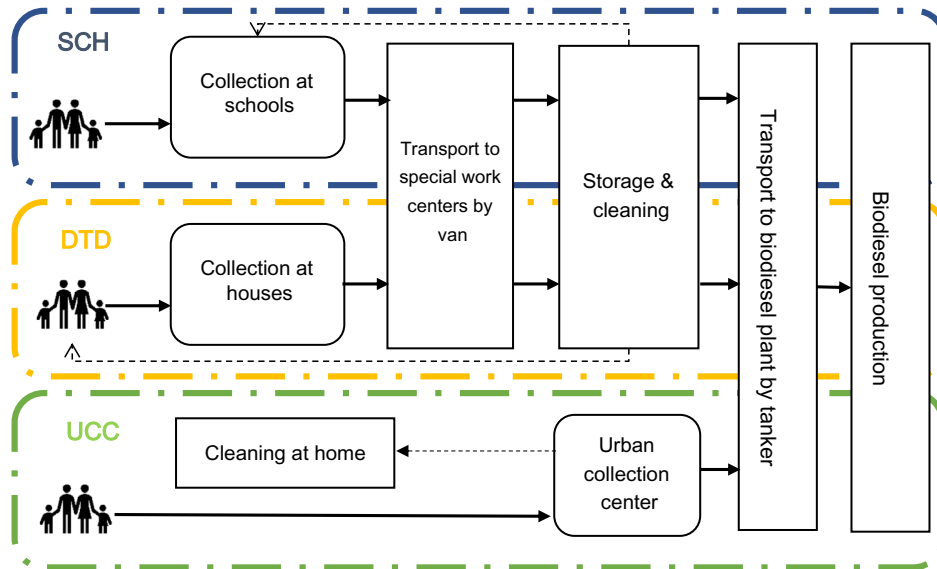 SCH
Collection at
schools
Transport to
special work
centers by
van
Storage &
cleaning
Transport to biodiesel plant by tanker
Biodiesel production
DTD
Collection at
houses
UCC
Cleaning at home
Urban
collection
center